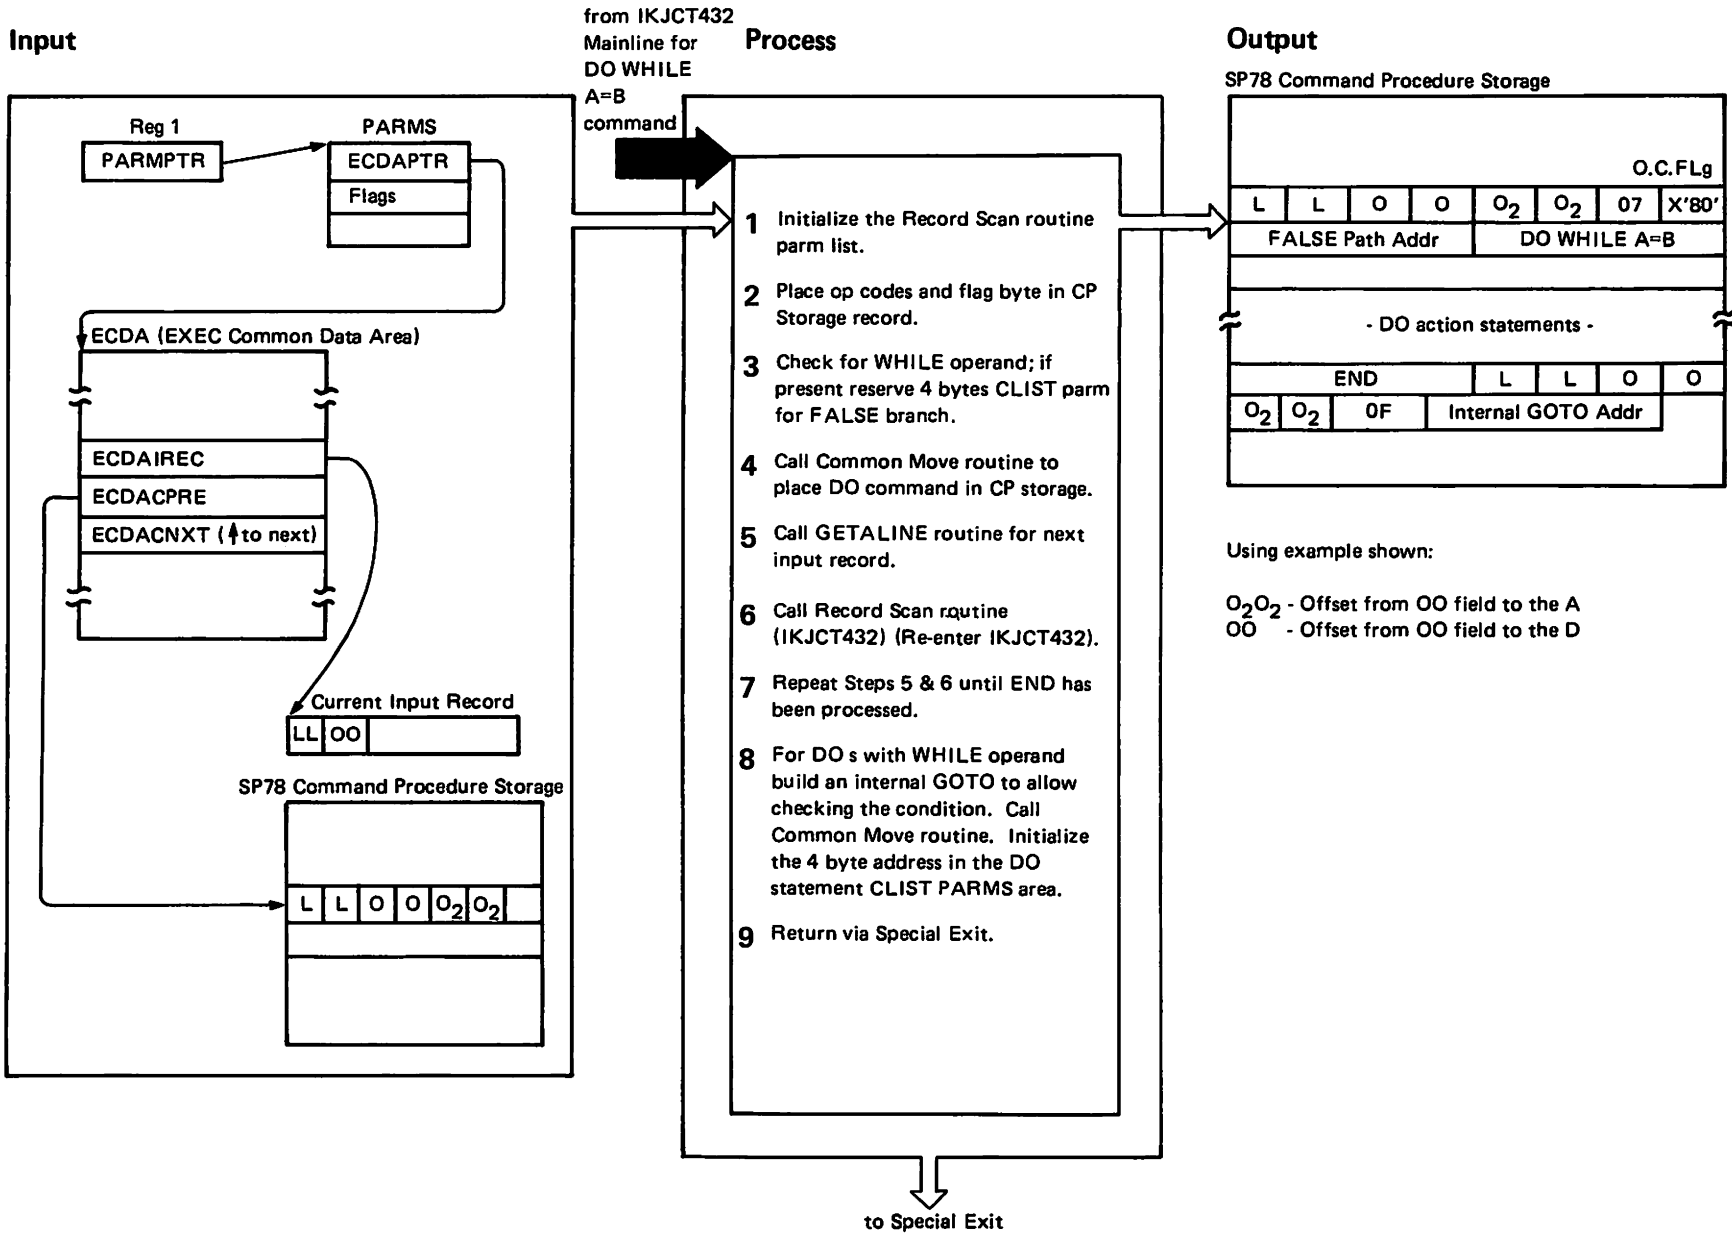 Input
Reg 1
PARMPTR
PARMS
ECDAPTR
Flags
ECDA (EXEC Common Data Area)
ECDAIREC
ECDACPRE
ECDACNXT (↑to next)
Current Input Record
LL OO
SP78 Command Procedure Storage
L L O O O2 O2
from IKJCT432
Mainline for
DO WHILE
A=B
command
Process
1 Initialize the Record Scan routine
parm list.
2 Place op codes and flag byte in CP
Storage record.
3 Check for WHILE operand; if
present reserve 4 bytes CLIST parm
for FALSE branch.
4 Call Common Move routine to
place DO command in CP storage.
5 Call GETALINE routine for next
input record.
6 Call Record Scan routine
(IKJCT432) (Re-enter IKJCT432).
7 Repeat Steps 5 & 6 until END has
been processed.
8 For DO s with WHILE operand
build an internal GOTO to allow
checking the condition. Call
Common Move routine. Initialize
the 4 byte address in the DO
statement CLIST PARMS area.
9 Return via Special Exit.
to Special Exit
Output
SP78 Command Procedure Storage
O.C.FLg
L L O O O2 O2 07 X'80'
FALSE Path Addr DO WHILE A=B
- DO action statements -
END L L O O
O2 O2 0F Internal GOTO Addr
Using example shown:
O2O2 - Offset from OO field to the A
OO - Offset from OO field to the D